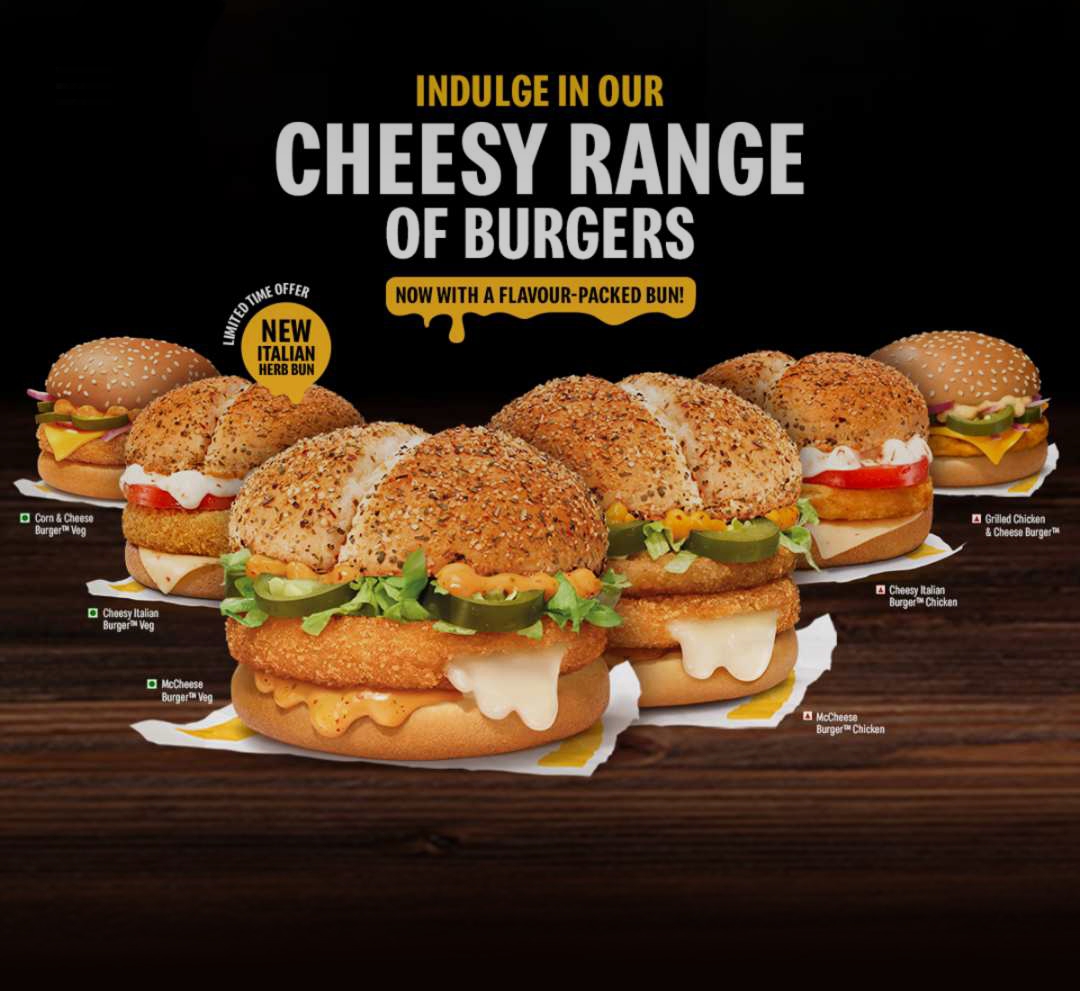 INDULGE IN OUR
CHEESY RANGE
OF BURGERS
NOW WITH A FLAVOUR-PACKED BUN!
LIMITED TIME OFFER
NEW
ITALIAN
HERB BUN
Corn & Cheese
Burger™ Veg
Grilled Chicken
& Cheese Burger™
Cheesy Italian
Burger™ Veg
Cheesy Italian
Burger™ Chicken
McCheese
Burger™ Veg
McCheese
Burger™ Chicken